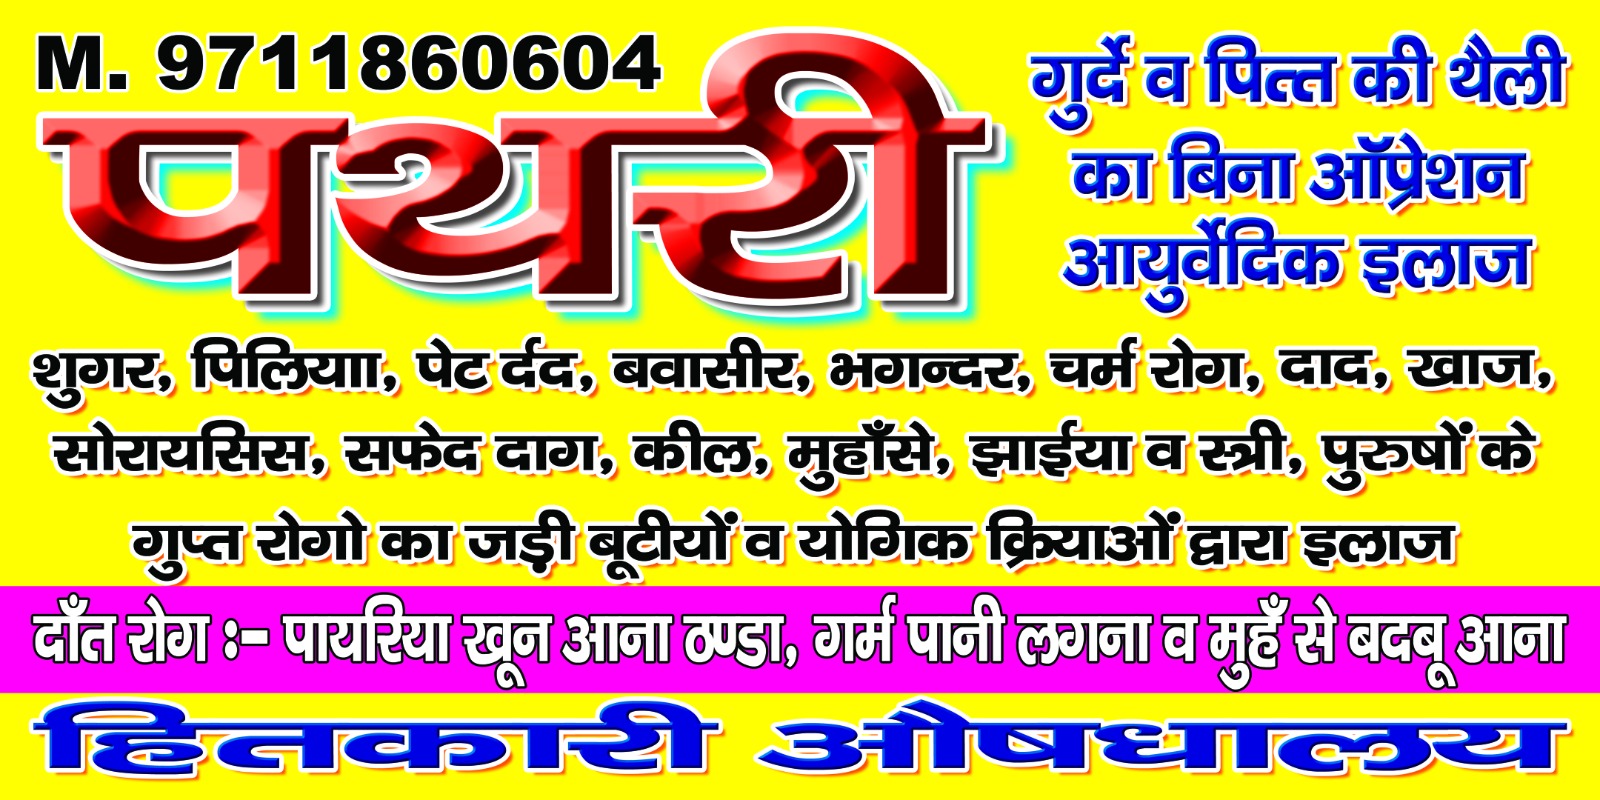 M. 9711860604
पथरी
गुर्दे व पित्त की थैली
का बिना ऑप्रेशन
आयुर्वेदिक इलाज
शुगर, पिलियाा, पेट र्दद, बवासीर, भगन्दर, चर्म रोग, दाद, खाज,
सोरायसिस, सफेद दाग, कील, मुहाँसे, झाईया व स्त्री, पुरुषों के
गुप्त रोगो का जड़ी बूटीयों व योगिक क्रियाओं द्वारा इलाज
दाँत रोग :- पायरिया खून आना ठण्डा, गर्म पानी लगना व मुहँ से बदबू आना
हितकारी औषधालय